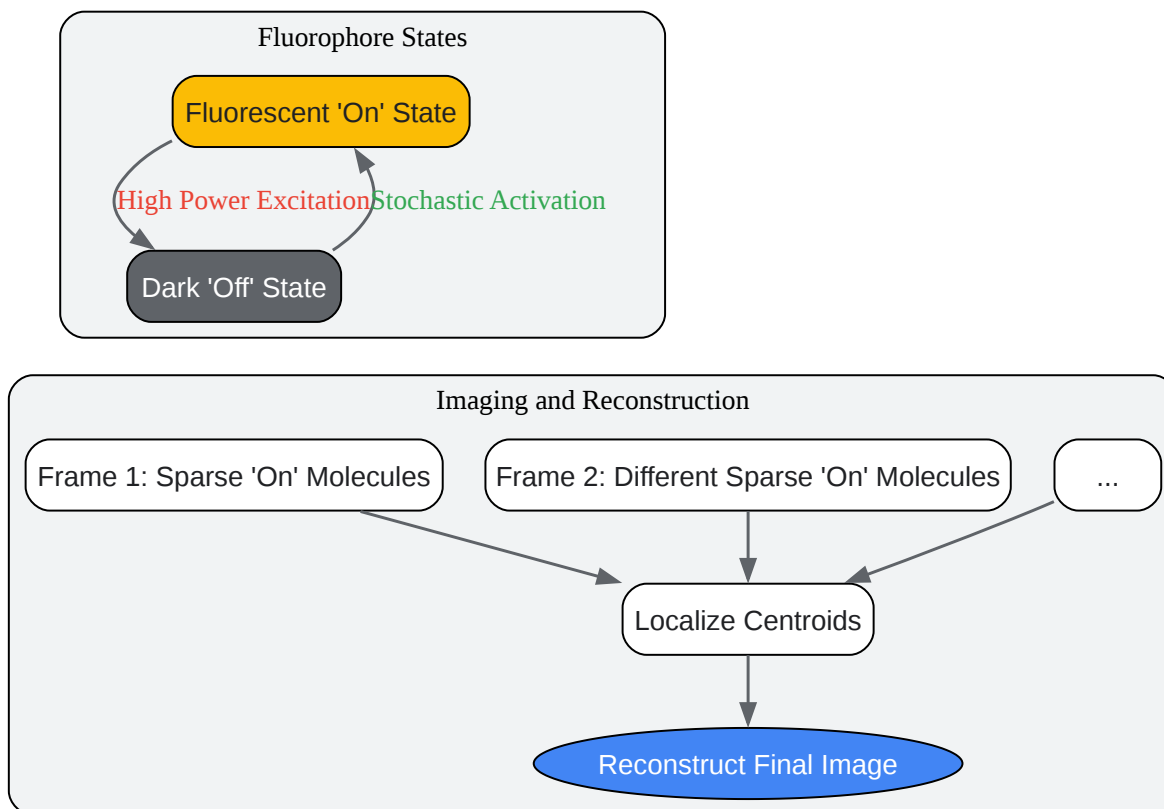 Fluorophore States
Fluorescent 'On' State
High Power Excitation
Stochastic Activation
Dark 'Off' State
Imaging and Reconstruction
Frame 1: Sparse 'On' Molecules
Frame 2: Different Sparse 'On' Molecules
...
Localize Centroids
Reconstruct Final Image